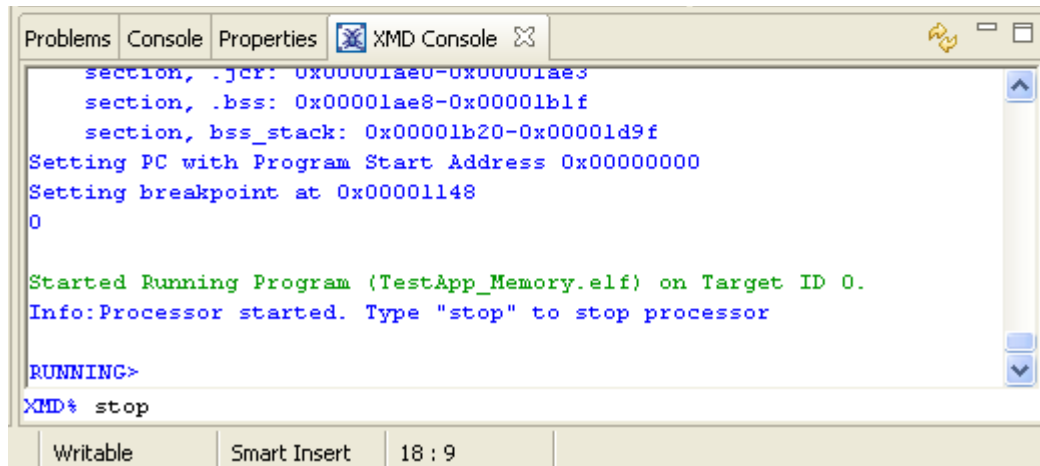 Problems Console Properties XMD Console
section, .jcr: 0x00001ae0-0x00001ae3
section, .bss: 0x00001ae8-0x00001b1f
section, bss_stack: 0x00001b20-0x00001d9f
Setting PC with Program Start Address 0x00000000
Setting breakpoint at 0x00001148
0
Started Running Program (TestApp_Memory.elf) on Target ID 0.
Info:Processor started. Type "stop" to stop processor
RUNNING>
XMD% stop
Writable Smart Insert 18 : 9